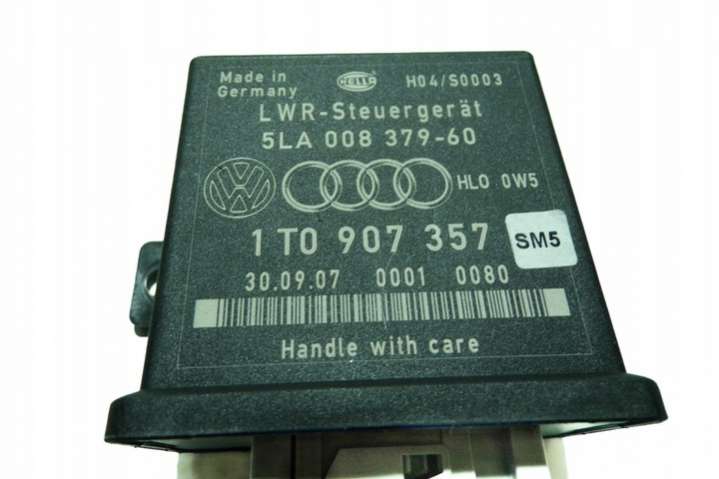 Made in
Germany
HELLA
H04/S0003
LWR-Steuergerät
5LA 008 379-60
VW
HLO 0W5
1T0 907 357
SM5
30.09.07 0001 0080
Handle with care